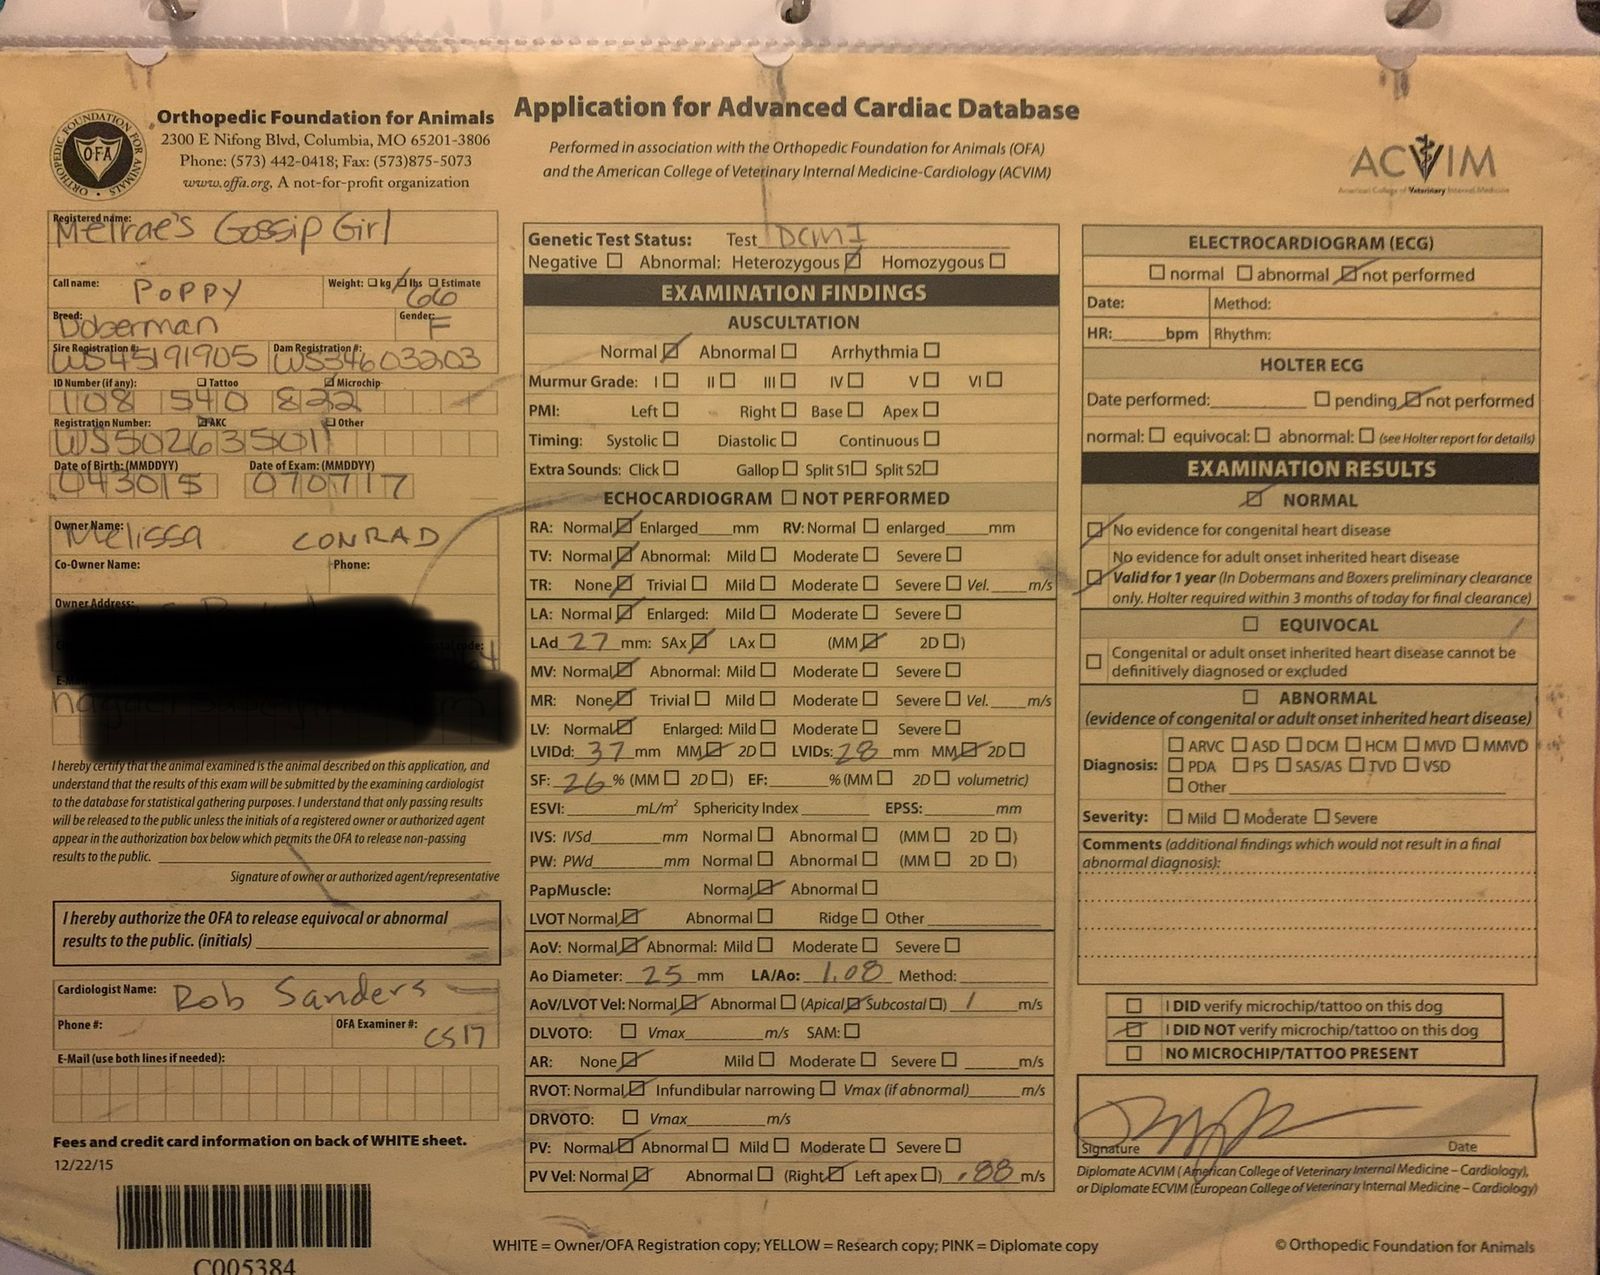 Orthopedic Foundation for Animals
2300 E Nifong Blvd, Columbia, MO 65201-3806
Phone: (573) 442-0418; Fax: (573)875-5073
www.offa.org, A not-for-profit organization
ORTHOPEDIC FOUNDATION FOR ANIMALS
OFA
Application for Advanced Cardiac Database
Performed in association with the Orthopedic Foundation for Animals (OFA)
and the American College of Veterinary Internal Medicine-Cardiology (ACVIM)
ACVIM
American College of Veterinary Internal Medicine
Registered name:
Melrae's Gossip Girl
Call name: POPPY Weight: ☐ kg ☑ lbs ☐ Estimate 66
Breed: Doberman Gender: F
Sire Registration #: WS45191905 Dam Registration #: WS34603203
ID Number (if any): ☐ Tattoo ☑ Microchip
108 540 822
Registration Number: ☑ AKC ☐ Other
WS50263501
Date of Birth: (MMDDYY) 043015 Date of Exam: (MMDDYY) 070717
Owner Name: Melissa CONRAD
Co-Owner Name: Phone:
Owner Address:
I hereby certify that the animal examined is the animal described on this application, and
understand that the results of this exam will be submitted by the examining cardiologist
to the database for statistical gathering purposes. I understand that only passing results
will be released to the public unless the initials of a registered owner or authorized agent
appear in the authorization box below which permits the OFA to release non-passing
results to the public.
Signature of owner or authorized agent/representative
I hereby authorize the OFA to release equivocal or abnormal
results to the public. (initials)
Cardiologist Name: Rob Sanders
Phone #: OFA Examiner #: CS17
E-Mail (use both lines if needed):
Fees and credit card information on back of WHITE sheet.
12/22/15
C005384
Genetic Test Status: Test DCM1
Negative ☐ Abnormal: Heterozygous ☑ Homozygous ☐
EXAMINATION FINDINGS
AUSCULTATION
Normal ☑ Abnormal ☐ Arrhythmia ☐
Murmur Grade: I ☐ II ☐ III ☐ IV ☐ V ☐ VI ☐
PMI: Left ☐ Right ☐ Base ☐ Apex ☐
Timing: Systolic ☐ Diastolic ☐ Continuous ☐
Extra Sounds: Click ☐ Gallop ☐ Split S1 ☐ Split S2 ☐
ECHOCARDIOGRAM ☐ NOT PERFORMED
RA: Normal ☑ Enlarged____mm RV: Normal ☐ enlarged____mm
TV: Normal ☑ Abnormal: Mild ☐ Moderate ☐ Severe ☐
TR: None ☑ Trivial ☐ Mild ☐ Moderate ☐ Severe ☐ Vel.____m/s
LA: Normal ☑ Enlarged: Mild ☐ Moderate ☐ Severe ☐
LAd 27 mm: SAx ☑ LAx ☐ (MM ☑ 2D ☐)
MV: Normal ☑ Abnormal: Mild ☐ Moderate ☐ Severe ☐
MR: None ☑ Trivial ☐ Mild ☐ Moderate ☐ Severe ☐ Vel.____m/s
LV: Normal ☑ Enlarged: Mild ☐ Moderate ☐ Severe ☐
LVIDd: 37 mm MM ☑ 2D ☐ LVIDs: 28 mm MM ☑ 2D ☐
SF: 26 % (MM ☐ 2D ☐) EF:____% (MM ☐ 2D ☐ volumetric)
ESVI:____mL/m² Sphericity Index____ EPSS:____mm
IVS: IVSd____mm Normal ☐ Abnormal ☐ (MM ☐ 2D ☐)
PW: PWd____mm Normal ☐ Abnormal ☐ (MM ☐ 2D ☐)
PapMuscle: Normal ☑ Abnormal ☐
LVOT Normal ☑ Abnormal ☐ Ridge ☐ Other____
AoV: Normal ☑ Abnormal: Mild ☐ Moderate ☐ Severe ☐
Ao Diameter: 25 mm LA/Ao: 1.08 Method:____
AoV/LVOT Vel: Normal ☑ Abnormal ☐ (Apical ☑ Subcostal ☐) 1 m/s
DLVOTO: ☐ Vmax____m/s SAM: ☐
AR: None ☑ Mild ☐ Moderate ☐ Severe ☐ ____m/s
RVOT: Normal ☑ Infundibular narrowing ☐ Vmax (if abnormal)____m/s
DRVOTO: ☐ Vmax____m/s
PV: Normal ☑ Abnormal ☐ Mild ☐ Moderate ☐ Severe ☐
PV Vel: Normal ☑ Abnormal ☐ (Right ☑ Left apex ☐) .88 m/s
ELECTROCARDIOGRAM (ECG)
☐ normal ☐ abnormal ☑ not performed
Date: Method:
HR:____bpm Rhythm:
HOLTER ECG
Date performed:____ ☐ pending ☑ not performed
normal: ☐ equivocal: ☐ abnormal: ☐ (see Holter report for details)
EXAMINATION RESULTS
☑ NORMAL
☑ No evidence for congenital heart disease
No evidence for adult onset inherited heart disease
☑ Valid for 1 year (In Dobermans and Boxers preliminary clearance
only. Holter required within 3 months of today for final clearance)
☐ EQUIVOCAL
☐ Congenital or adult onset inherited heart disease cannot be
definitively diagnosed or excluded
☐ ABNORMAL
(evidence of congenital or adult onset inherited heart disease)
Diagnosis: ☐ ARVC ☐ ASD ☐ DCM ☐ HCM ☐ MVD ☐ MMVD
☐ PDA ☐ PS ☐ SAS/AS ☐ TVD ☐ VSD
☐ Other
Severity: ☐ Mild ☐ Moderate ☐ Severe
Comments (additional findings which would not result in a final
abnormal diagnosis):
☐ I DID verify microchip/tattoo on this dog
☑ I DID NOT verify microchip/tattoo on this dog
☐ NO MICROCHIP/TATTOO PRESENT
Signature Date
Diplomate ACVIM (American College of Veterinary Internal Medicine – Cardiology),
or Diplomate ECVIM (European College of Veterinary Internal Medicine – Cardiology)
WHITE = Owner/OFA Registration copy; YELLOW = Research copy; PINK = Diplomate copy
© Orthopedic Foundation for Animals